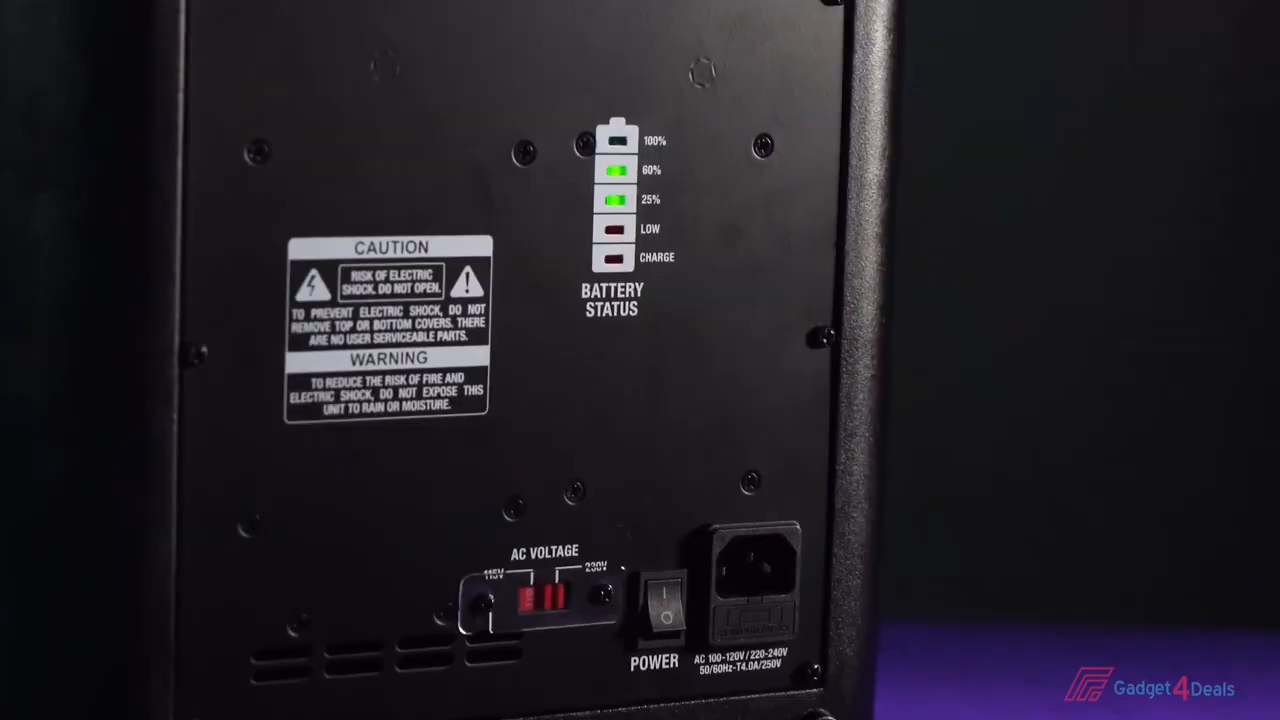 100%
60%
25%
LOW
CHARGE
BATTERY
STATUS
CAUTION
RISK OF ELECTRIC
SHOCK. DO NOT OPEN.
TO PREVENT ELECTRIC SHOCK, DO NOT
REMOVE TOP OR BOTTOM COVERS. THERE
ARE NO USER SERVICEABLE PARTS.
WARNING
TO REDUCE THE RISK OF FIRE AND
ELECTRIC SHOCK, DO NOT EXPOSE THIS
UNIT TO RAIN OR MOISTURE.
AC VOLTAGE
115V 230V
POWER
AC 100-120V / 220-240V
50/60Hz-T4.0A/250V
Gadget4Deals